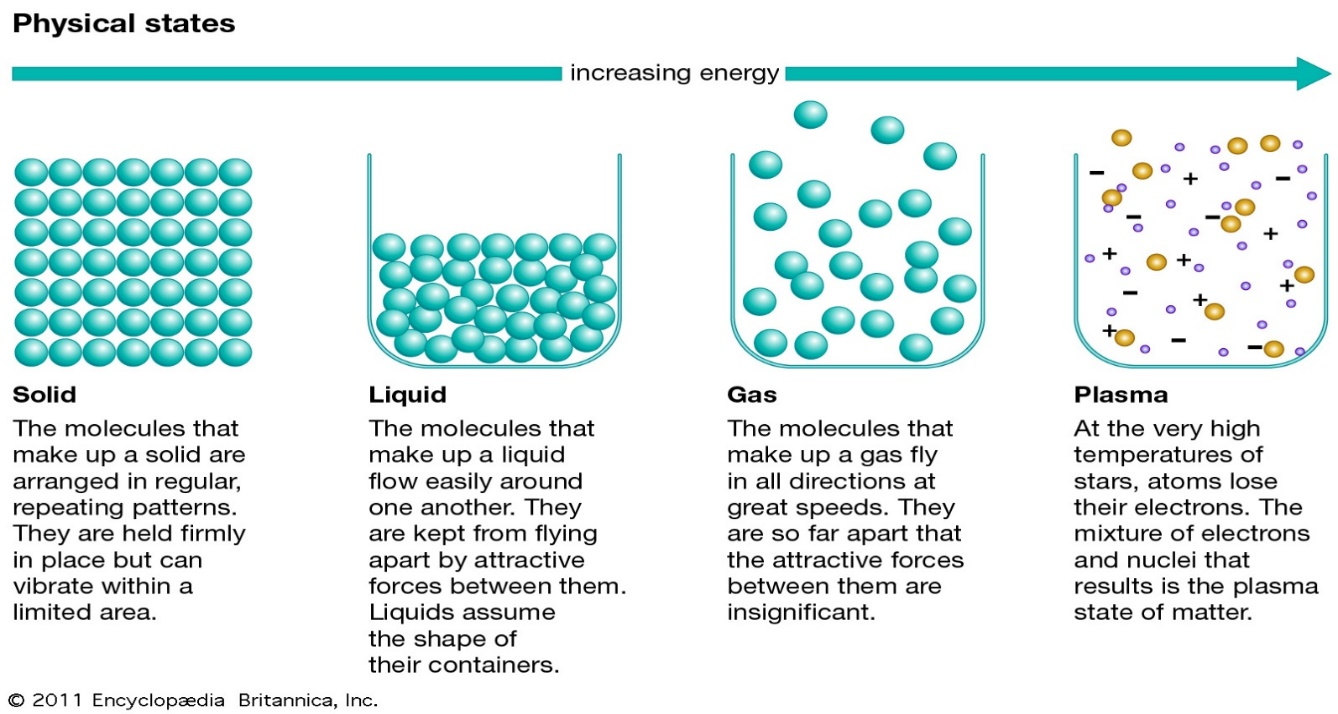 Physical states
increasing energy
Solid
The molecules that
make up a solid are
arranged in regular,
repeating patterns.
They are held firmly
in place but can
vibrate within a
limited area.
Liquid
The molecules that
make up a liquid
flow easily around
one another. They
are kept from flying
apart by attractive
forces between them.
Liquids assume
the shape of
their containers.
Gas
The molecules that
make up a gas fly
in all directions at
great speeds. They
are so far apart that
the attractive forces
between them are
insignificant.
Plasma
At the very high
temperatures of
stars, atoms lose
their electrons. The
mixture of electrons
and nuclei that
results is the plasma
state of matter.
© 2011 Encyclopædia Britannica, Inc.